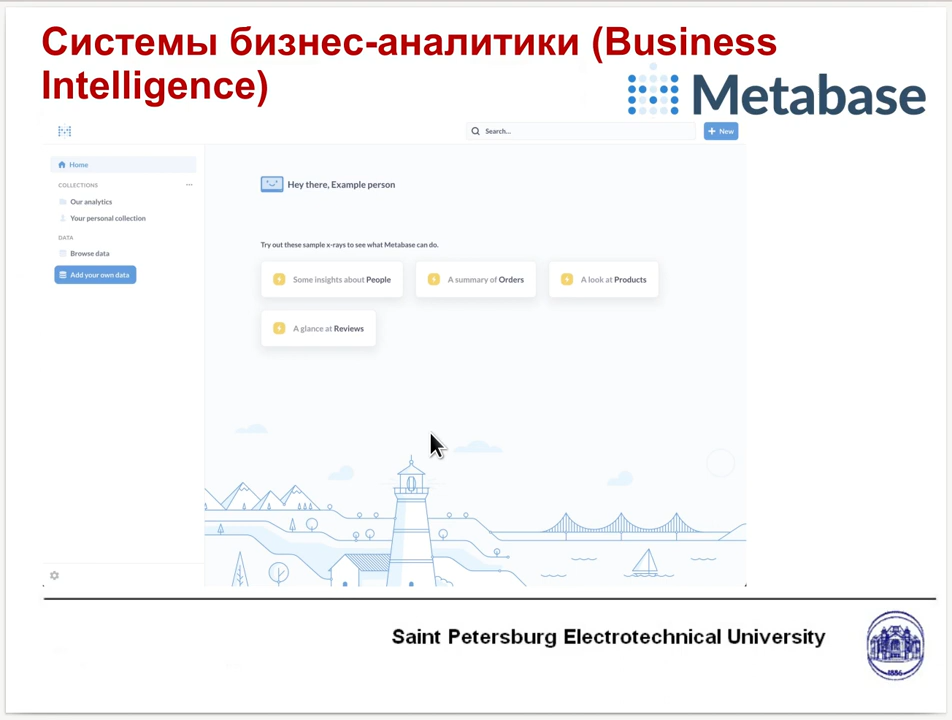 Системы бизнес-аналитики (Business
Intelligence)
Metabase
Search...
+ New
Home
COLLECTIONS
Our analytics
Your personal collection
DATA
Browse data
Add your own data
Hey there, Example person
Try out these sample x-rays to see what Metabase can do.
Some insights about People
A summary of Orders
A look at Products
A glance at Reviews
Saint Petersburg Electrotechnical University
1886